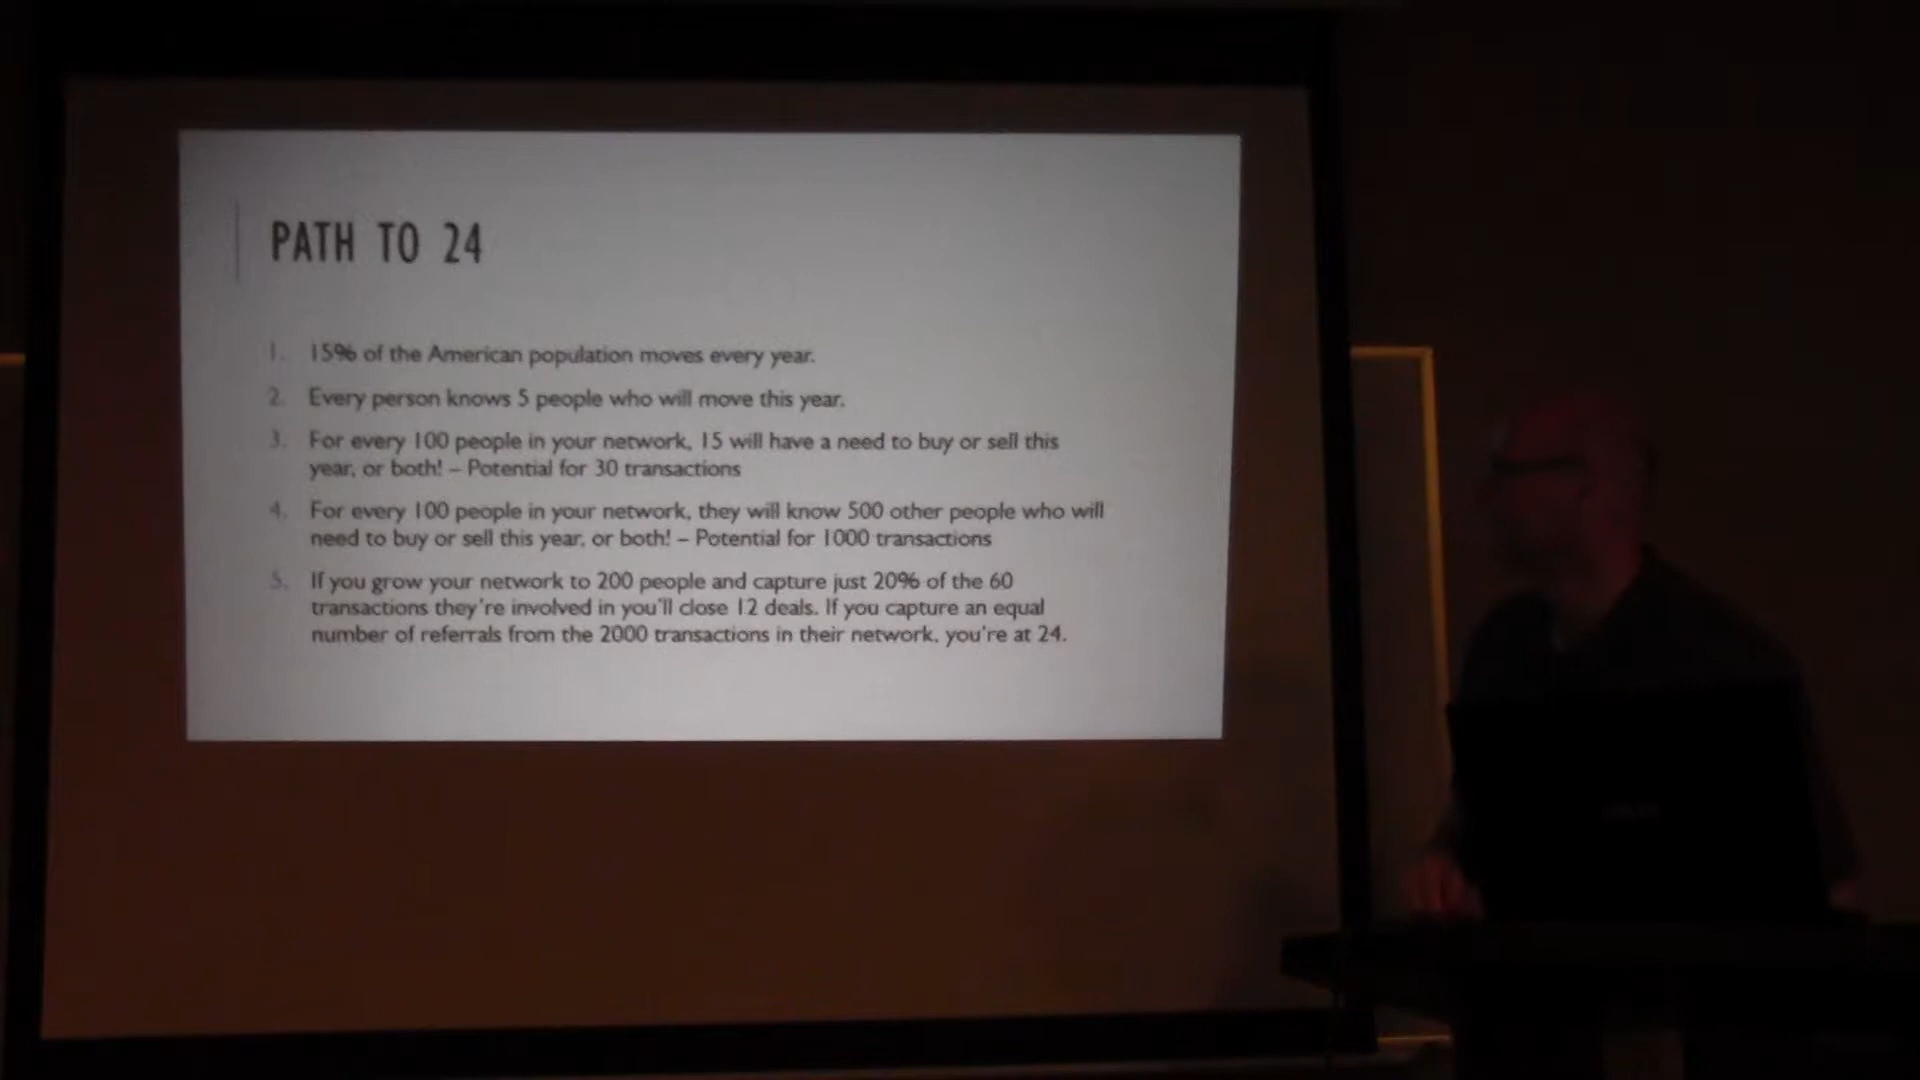 PATH TO 24
1. 15% of the American population moves every year.
2. Every person knows 5 people who will move this year.
3. For every 100 people in your network, 15 will have a need to buy or sell this
year, or both! – Potential for 30 transactions
4. For every 100 people in your network, they will know 500 other people who will
need to buy or sell this year, or both! – Potential for 1000 transactions
5. If you grow your network to 200 people and capture just 20% of the 60
transactions they're involved in you'll close 12 deals. If you capture an equal
number of referrals from the 2000 transactions in their network, you're at 24.